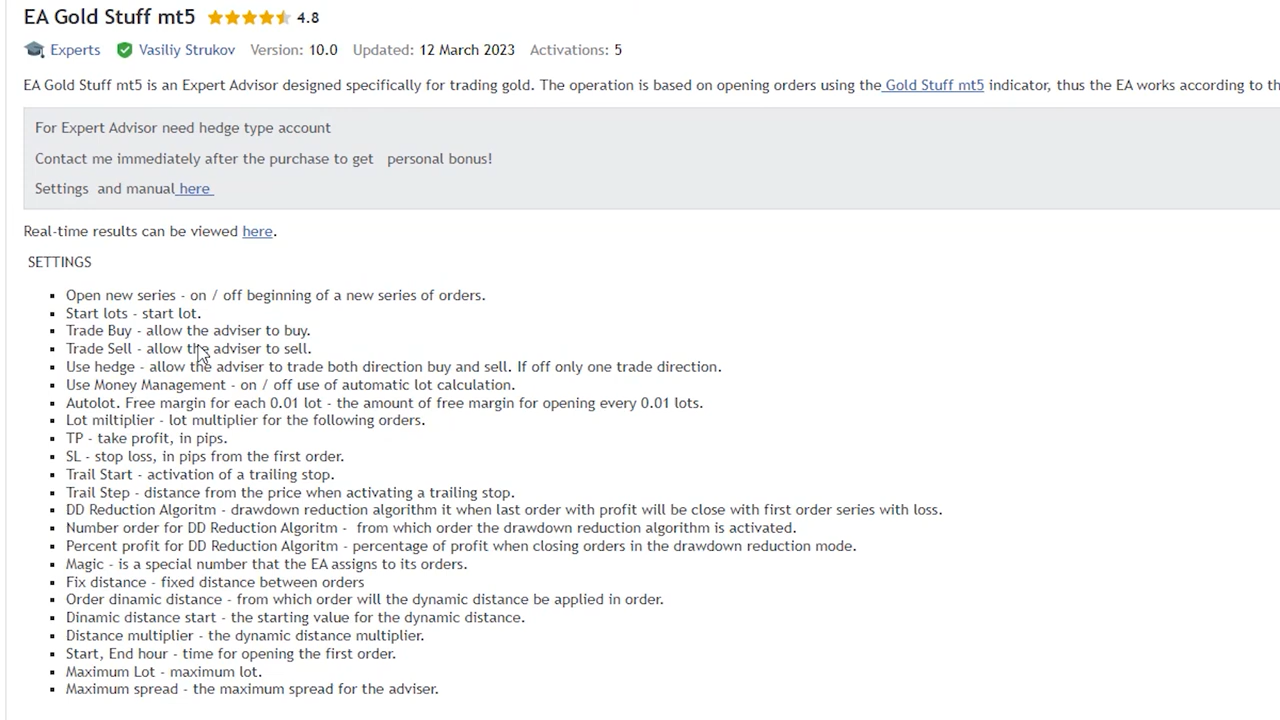 EA Gold Stuff mt5 4.8
Experts Vasiliy Strukov Version: 10.0 Updated: 12 March 2023 Activations: 5
EA Gold Stuff mt5 is an Expert Advisor designed specifically for trading gold. The operation is based on opening orders using the Gold Stuff mt5 indicator, thus the EA works according to th
For Expert Advisor need hedge type account
Contact me immediately after the purchase to get personal bonus!
Settings and manual here
Real-time results can be viewed here.
SETTINGS
Open new series - on / off beginning of a new series of orders.
Start lots - start lot.
Trade Buy - allow the adviser to buy.
Trade Sell - allow the adviser to sell.
Use hedge - allow the adviser to trade both direction buy and sell. If off only one trade direction.
Use Money Management - on / off use of automatic lot calculation.
Autolot. Free margin for each 0.01 lot - the amount of free margin for opening every 0.01 lots.
Lot miltiplier - lot multiplier for the following orders.
TP - take profit, in pips.
SL - stop loss, in pips from the first order.
Trail Start - activation of a trailing stop.
Trail Step - distance from the price when activating a trailing stop.
DD Reduction Algoritm - drawdown reduction algorithm it when last order with profit will be close with first order series with loss.
Number order for DD Reduction Algoritm - from which order the drawdown reduction algorithm is activated.
Percent profit for DD Reduction Algoritm - percentage of profit when closing orders in the drawdown reduction mode.
Magic - is a special number that the EA assigns to its orders.
Fix distance - fixed distance between orders
Order dinamic distance - from which order will the dynamic distance be applied in order.
Dinamic distance start - the starting value for the dynamic distance.
Distance multiplier - the dynamic distance multiplier.
Start, End hour - time for opening the first order.
Maximum Lot - maximum lot.
Maximum spread - the maximum spread for the adviser.